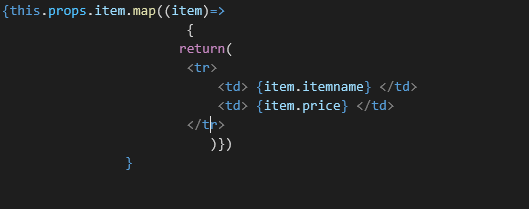 {this.props.item.map((item)=>
{
return(
<tr>
<td> {item.itemname} </td>
<td> {item.price} </td>
</tr>
)})
}